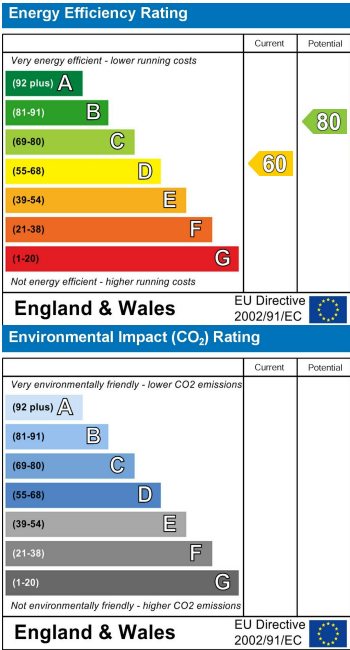 Energy Efficiency Rating
Current Potential
Very energy efficient - lower running costs
(92 plus) A
(81-91) B
(69-80) C
(55-68) D
(39-54) E
(21-38) F
(1-20) G
60
80
Not energy efficient - higher running costs
England & Wales
EU Directive
2002/91/EC
Environmental Impact (CO₂) Rating
Current Potential
Very environmentally friendly - lower CO2 emissions
(92 plus) A
(81-91) B
(69-80) C
(55-68) D
(39-54) E
(21-38) F
(1-20) G
Not environmentally friendly - higher CO2 emissions
England & Wales
EU Directive
2002/91/EC